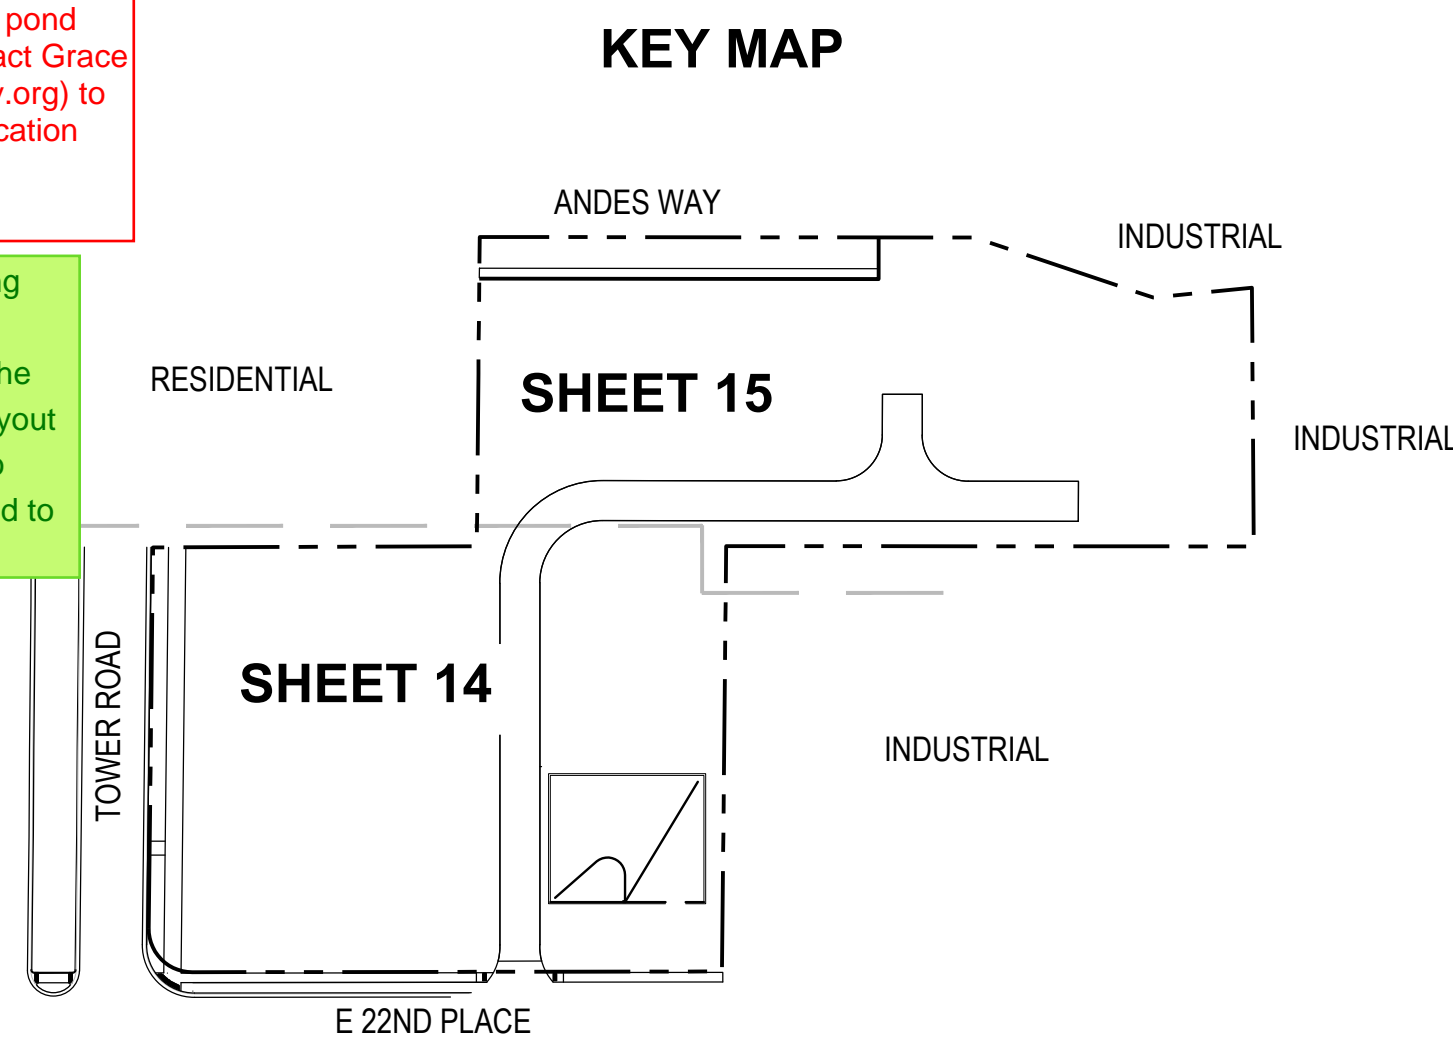 pond
act Grace
.org) to
cation
KEY MAP
ANDES WAY
INDUSTRIAL
ng
he
yout
d to
RESIDENTIAL
SHEET 15
INDUSTRIAL
TOWER ROAD
SHEET 14
INDUSTRIAL
E 22ND PLACE